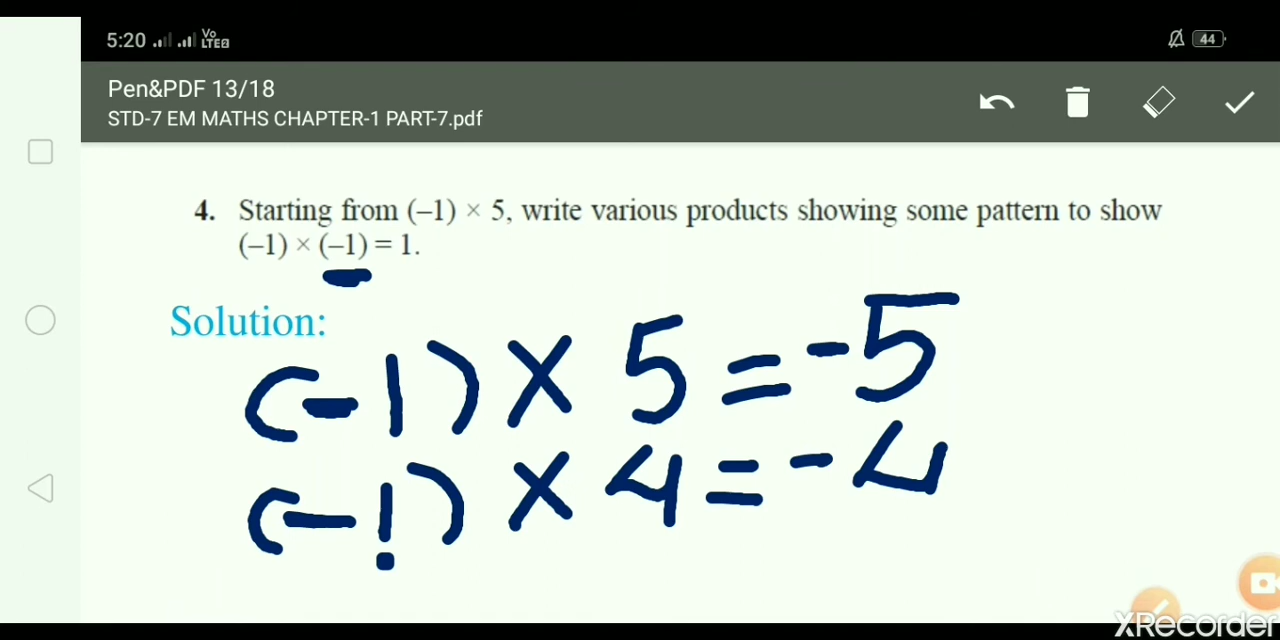 5:20 Vo LTE2 44
Pen&PDF 13/18
STD-7 EM MATHS CHAPTER-1 PART-7.pdf
4. Starting from (–1) × 5, write various products showing some pattern to show
(–1) × (–1) = 1.
Solution:
(-1) × 5 = -5
(-1) × 4 = -4
XRecorder